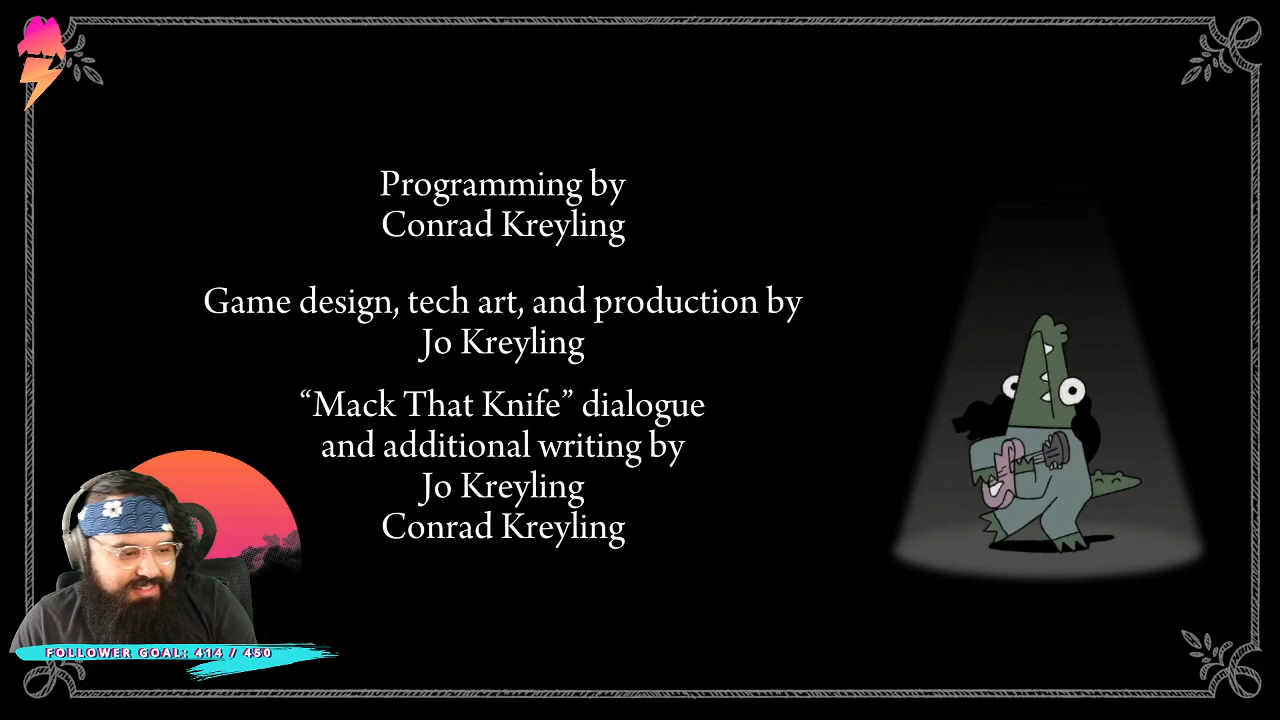 Programming by
Conrad Kreyling
Game design, tech art, and production by
Jo Kreyling
“Mack That Knife” dialogue
and additional writing by
Jo Kreyling
Conrad Kreyling
FOLLOWER GOAL: 414 / 450